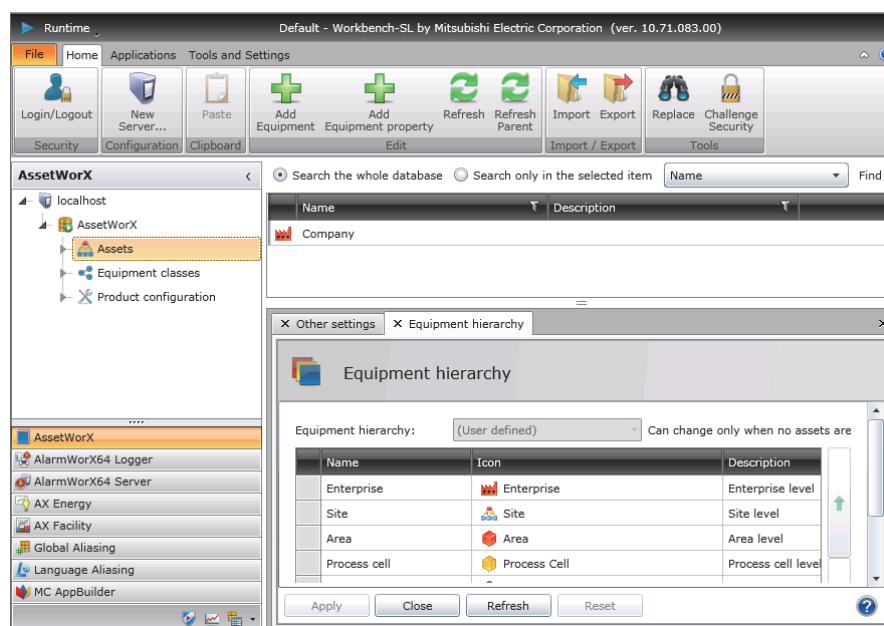 Runtime
Default - Workbench-SL by Mitsubishi Electric Corporation (ver. 10.71.083.00)
File Home Applications Tools and Settings
Login/Logout New Server... Paste Add Equipment Add Equipment property Refresh Refresh Parent Import Export Replace Challenge Security
Security Configuration Clipboard Edit Import / Export Tools
AssetWorX
Search the whole database Search only in the selected item Name Find
localhost
AssetWorX
Assets
Equipment classes
Product configuration
Name Description
Company
Other settings Equipment hierarchy
Equipment hierarchy
Equipment hierarchy: (User defined) Can change only when no assets are
Name Icon Description
Enterprise Enterprise Enterprise level
Site Site Site level
Area Area Area level
Process cell Process Cell Process cell level
Apply Close Refresh Reset
AssetWorX
AlarmWorX64 Logger
AlarmWorX64 Server
AX Energy
AX Facility
Global Aliasing
Language Aliasing
MC AppBuilder